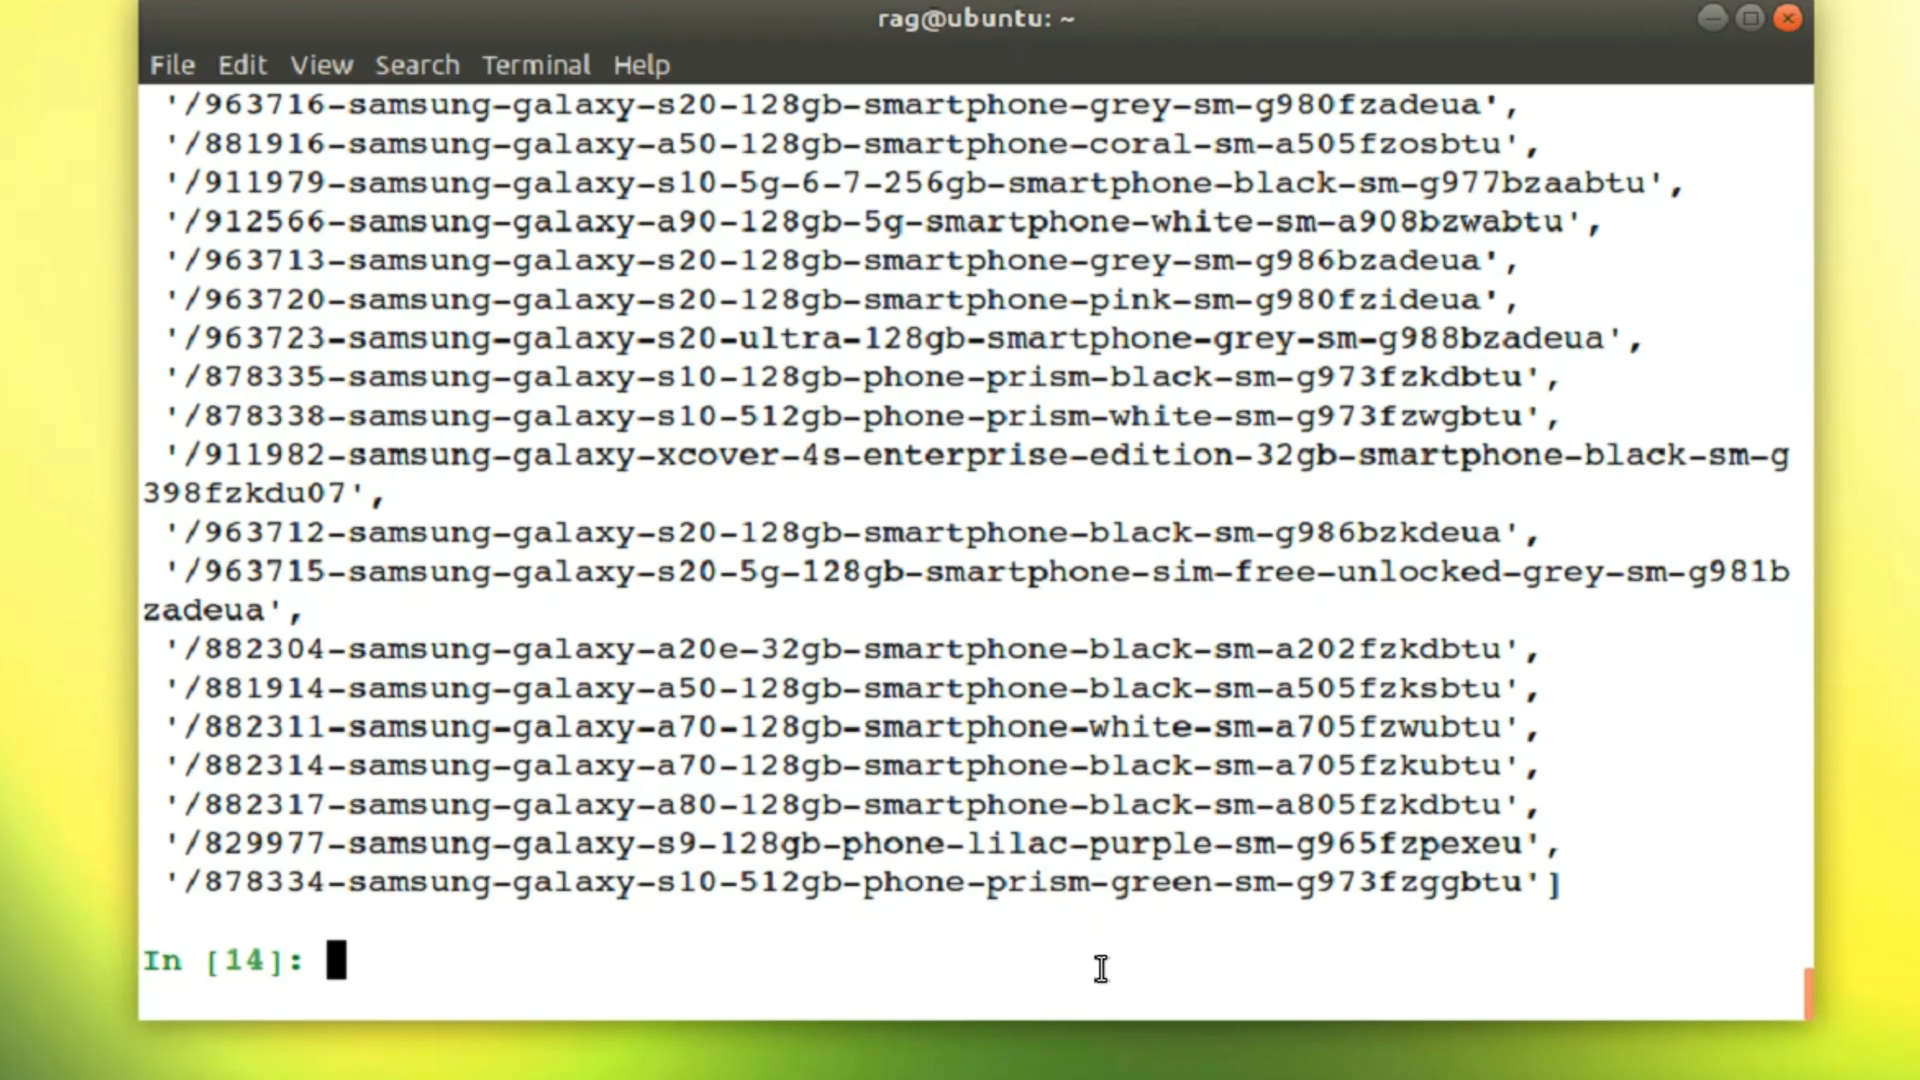 rag@ubuntu: ~
File Edit View Search Terminal Help
'/963716-samsung-galaxy-s20-128gb-smartphone-grey-sm-g980fzadeua',
'/881916-samsung-galaxy-a50-128gb-smartphone-coral-sm-a505fzosbtu',
'/911979-samsung-galaxy-s10-5g-6-7-256gb-smartphone-black-sm-g977bzaabtu',
'/912566-samsung-galaxy-a90-128gb-5g-smartphone-white-sm-a908bzwabtu',
'/963713-samsung-galaxy-s20-128gb-smartphone-grey-sm-g986bzadeua',
'/963720-samsung-galaxy-s20-128gb-smartphone-pink-sm-g980fzideua',
'/963723-samsung-galaxy-s20-ultra-128gb-smartphone-grey-sm-g988bzadeua',
'/878335-samsung-galaxy-s10-128gb-phone-prism-black-sm-g973fzkdbtu',
'/878338-samsung-galaxy-s10-512gb-phone-prism-white-sm-g973fzwgbtu',
'/911982-samsung-galaxy-xcover-4s-enterprise-edition-32gb-smartphone-black-sm-g
398fzkdu07',
'/963712-samsung-galaxy-s20-128gb-smartphone-black-sm-g986bzkdeua',
'/963715-samsung-galaxy-s20-5g-128gb-smartphone-sim-free-unlocked-grey-sm-g981b
zadeua',
'/882304-samsung-galaxy-a20e-32gb-smartphone-black-sm-a202fzkdbtu',
'/881914-samsung-galaxy-a50-128gb-smartphone-black-sm-a505fzksbtu',
'/882311-samsung-galaxy-a70-128gb-smartphone-white-sm-a705fzwubtu',
'/882314-samsung-galaxy-a70-128gb-smartphone-black-sm-a705fzkubtu',
'/882317-samsung-galaxy-a80-128gb-smartphone-black-sm-a805fzkdbtu',
'/829977-samsung-galaxy-s9-128gb-phone-lilac-purple-sm-g965fzpexeu',
'/878334-samsung-galaxy-s10-512gb-phone-prism-green-sm-g973fzggbtu']
In [14]: